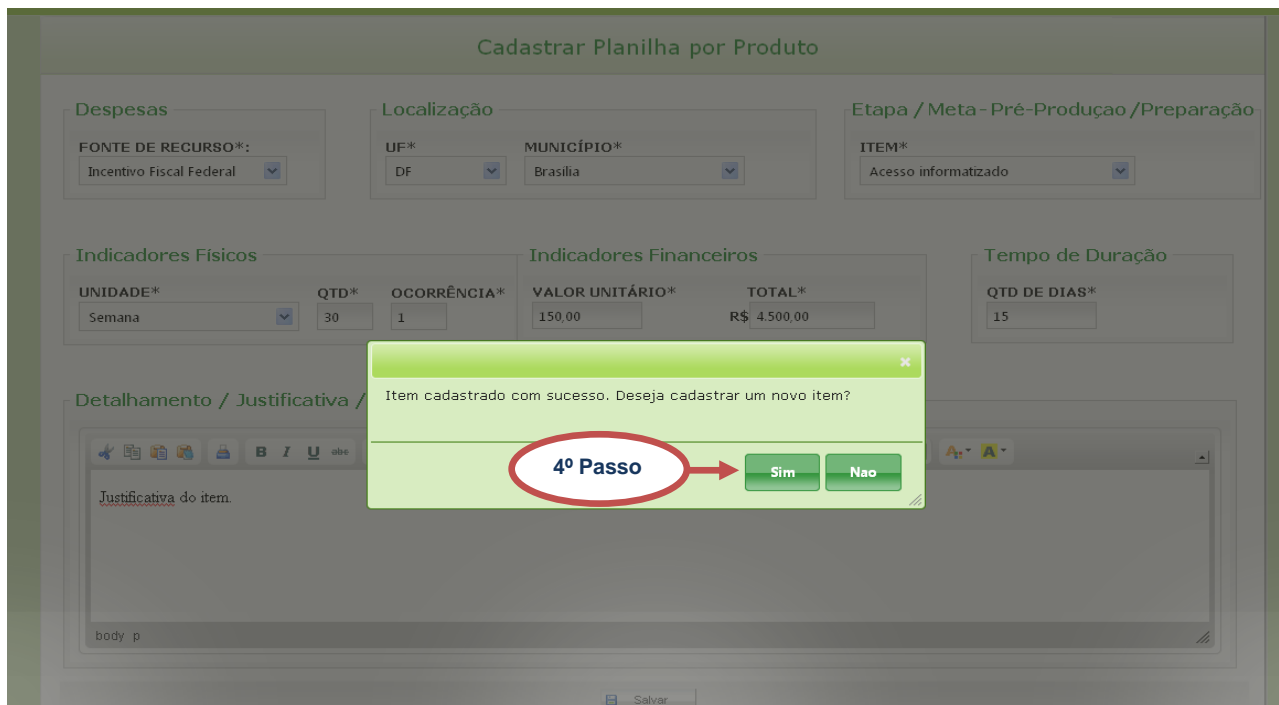 Cadastrar Planilha por Produto
Despesas
Localização
Etapa / Meta - Pré-Produçao /Preparação
FONTE DE RECURSO*:
UF*
MUNICÍPIO*
ITEM*
Incentivo Fiscal Federal
DF
Brasilia
Acesso informatizado
Indicadores Físicos
Indicadores Financeiros
Tempo de Duração
UNIDADE*
QTD*
OCORRÊNCIA*
VALOR UNITÁRIO*
TOTAL*
QTD DE DIAS*
Semana
30
1
150,00
R$ 4.500,00
15
Detalhamento / Justificativa /
Item cadastrado com sucesso. Deseja cadastrar um novo item?
4º Passo
Sim
Nao
B I U abc
A
A
Justificativa do item.
body p
Salvar